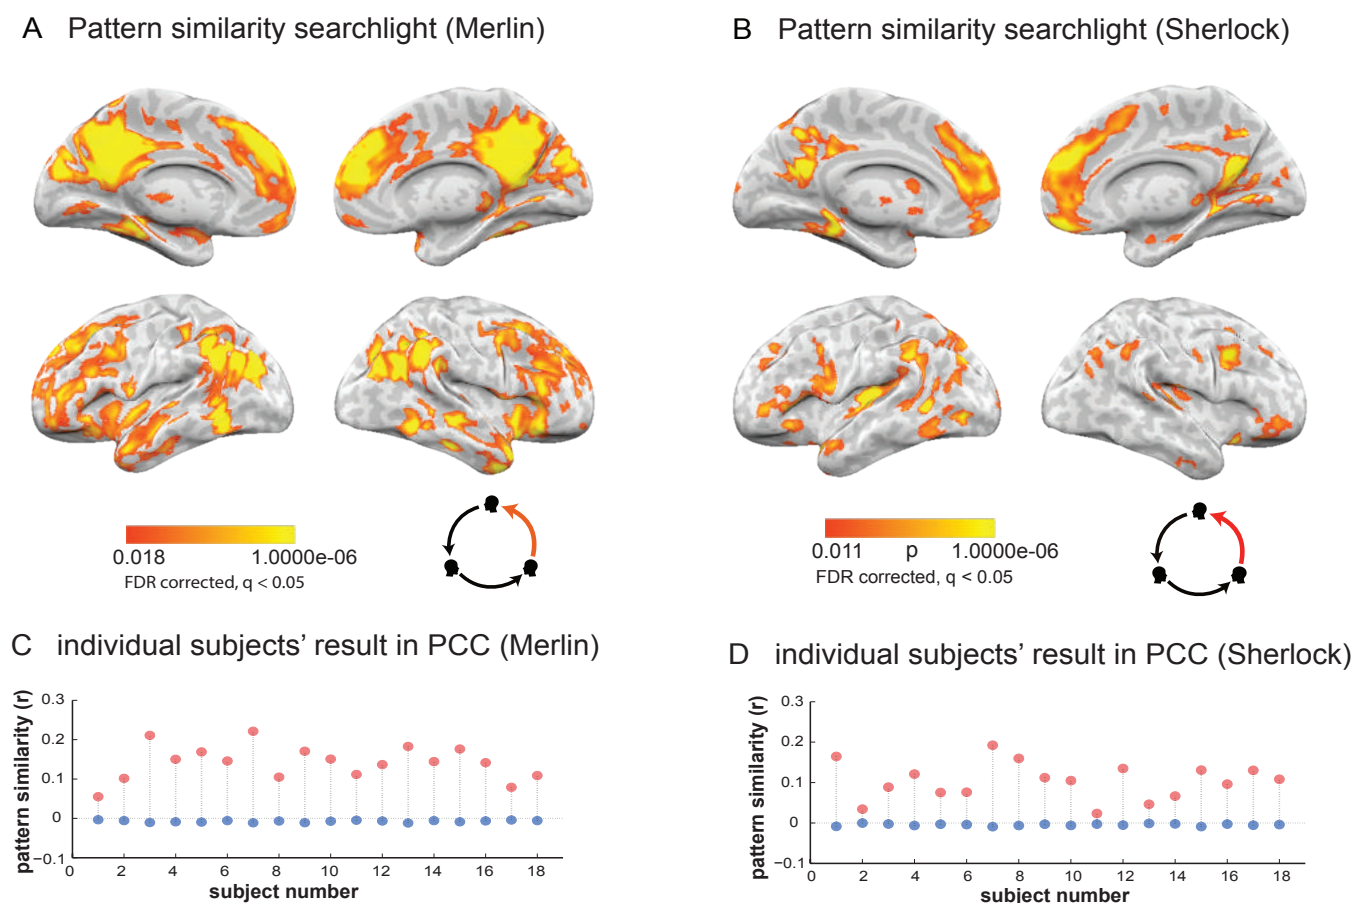 A Pattern similarity searchlight (Merlin)
B Pattern similarity searchlight (Sherlock)
0.018 1.0000e-06
FDR corrected, q < 0.05
0.011 p 1.0000e-06
FDR corrected, q < 0.05
C individual subjects' result in PCC (Merlin)
D individual subjects' result in PCC (Sherlock)
pattern similarity (r)
0.3
0.2
0.1
0
−0.1
0 2 4 6 8 10 12 14 16 18
subject number
pattern similarity (r)
0.3
0.2
0.1
0
−0.1
0 2 4 6 8 10 12 14 16 18
subject number